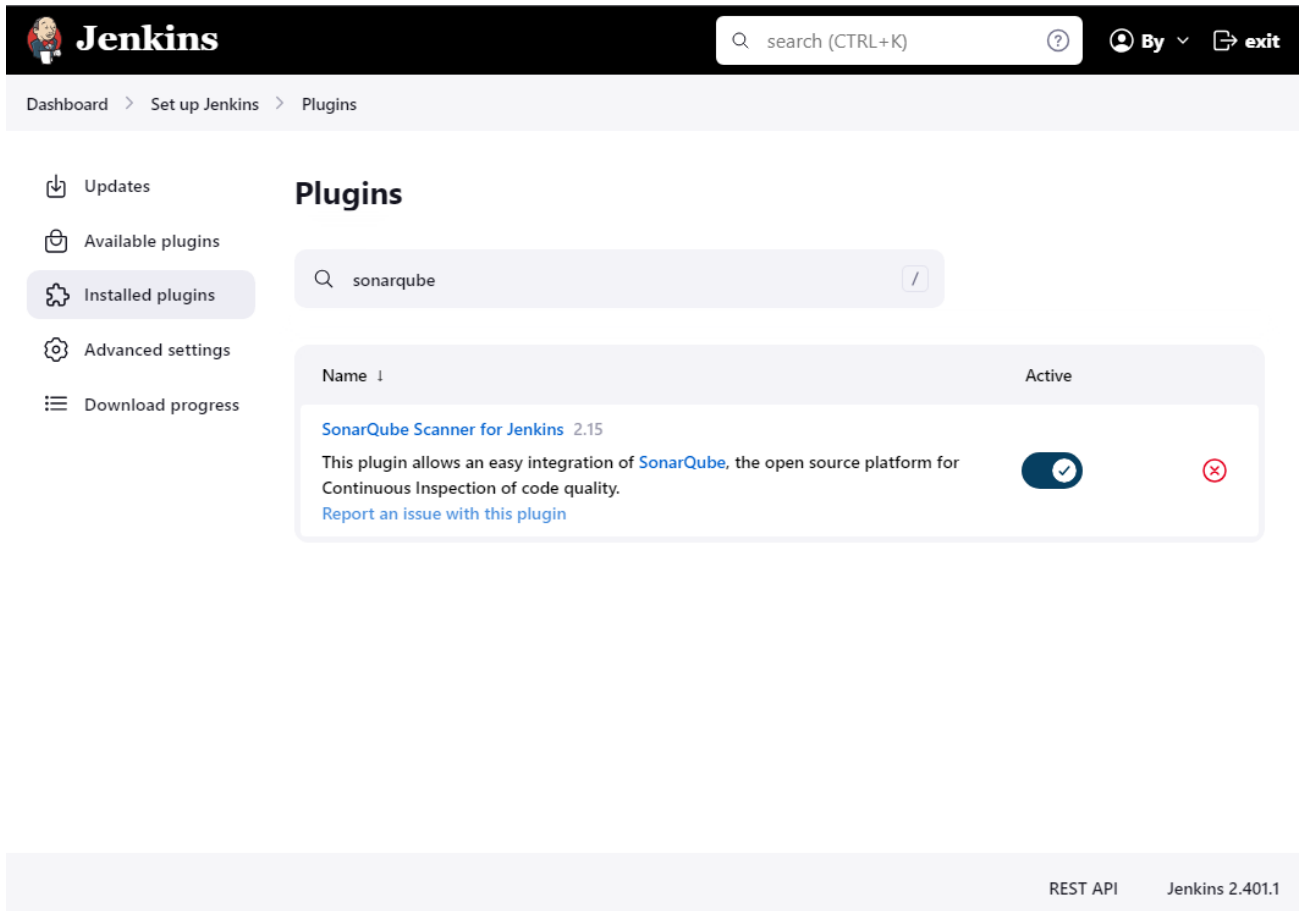 Jenkins
search (CTRL+K)
?
By
exit
Dashboard > Set up Jenkins > Plugins
Updates
Available plugins
Installed plugins
Advanced settings
Download progress
Plugins
sonarqube
/
Name ↓ Active
SonarQube Scanner for Jenkins 2.15
This plugin allows an easy integration of SonarQube, the open source platform for
Continuous Inspection of code quality.
Report an issue with this plugin
REST API Jenkins 2.401.1